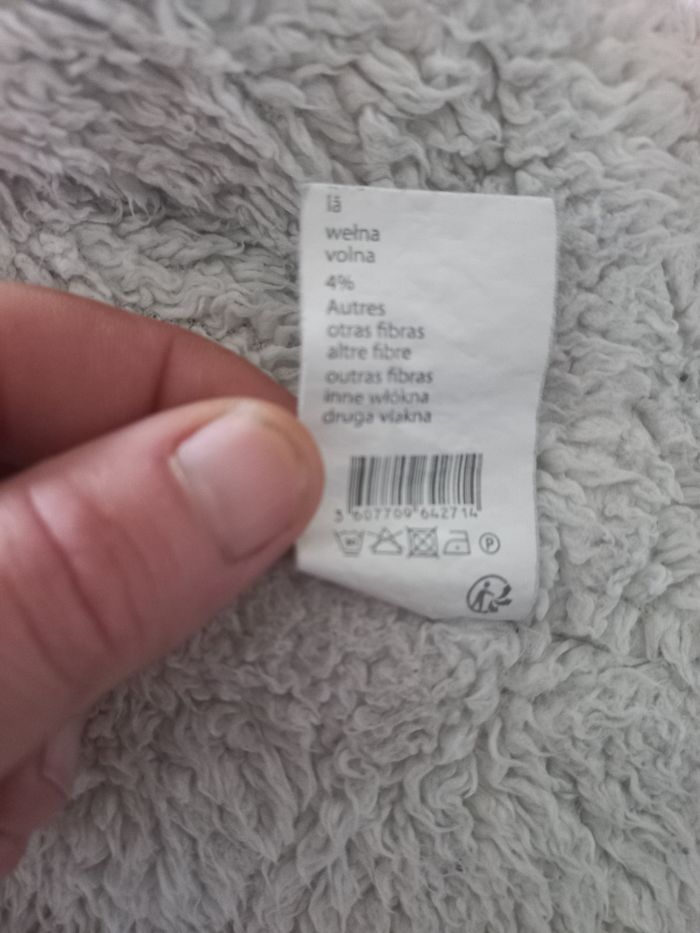 lã
wełna
volna
4%
Autres
otras fibras
altre fibre
outras fibras
inne włókna
druga vlakna
3 607709 642714
P